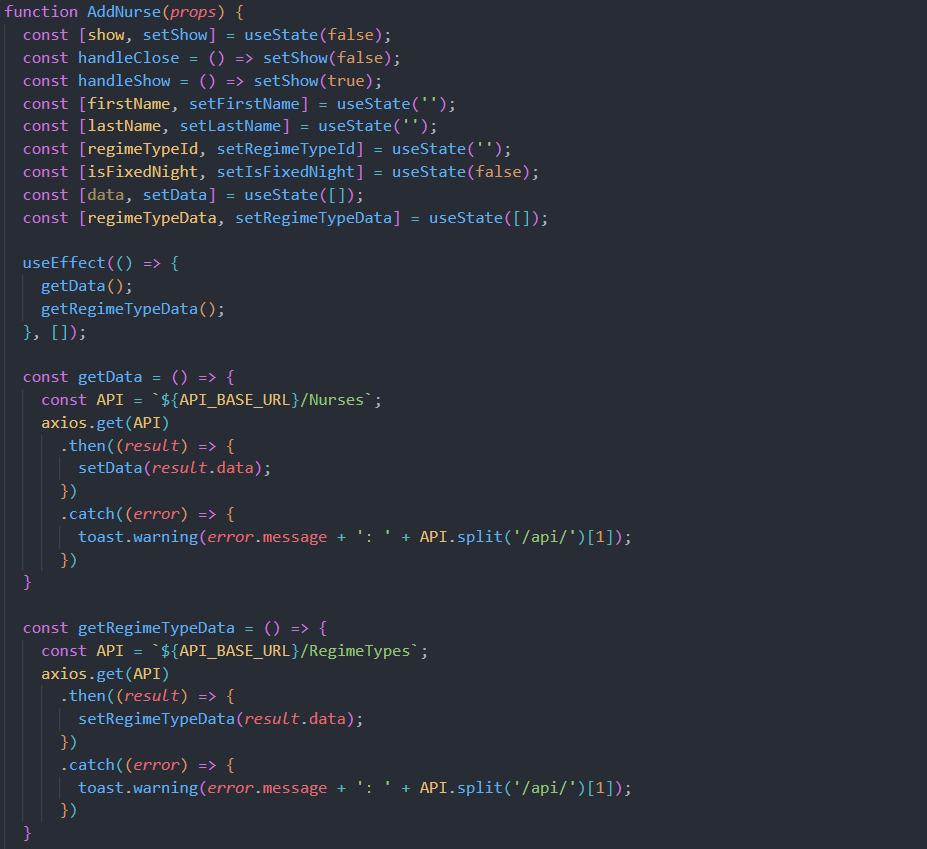 function AddNurse(props) {
  const [show, setShow] = useState(false);
  const handleClose = () => setShow(false);
  const handleShow = () => setShow(true);
  const [firstName, setFirstName] = useState('');
  const [lastName, setLastName] = useState('');
  const [regimeTypeId, setRegimeTypeId] = useState('');
  const [isFixedNight, setIsFixedNight] = useState(false);
  const [data, setData] = useState([]);
  const [regimeTypeData, setRegimeTypeData] = useState([]);

  useEffect(() => {
    getData();
    getRegimeTypeData();
  }, []);

  const getData = () => {
    const API = `${API_BASE_URL}/Nurses`;
    axios.get(API)
      .then((result) => {
        setData(result.data);
      })
      .catch((error) => {
        toast.warning(error.message + ': ' + API.split('/api/')[1]);
      })
  }

  const getRegimeTypeData = () => {
    const API = `${API_BASE_URL}/RegimeTypes`;
    axios.get(API)
      .then((result) => {
        setRegimeTypeData(result.data);
      })
      .catch((error) => {
        toast.warning(error.message + ': ' + API.split('/api/')[1]);
      })
  }